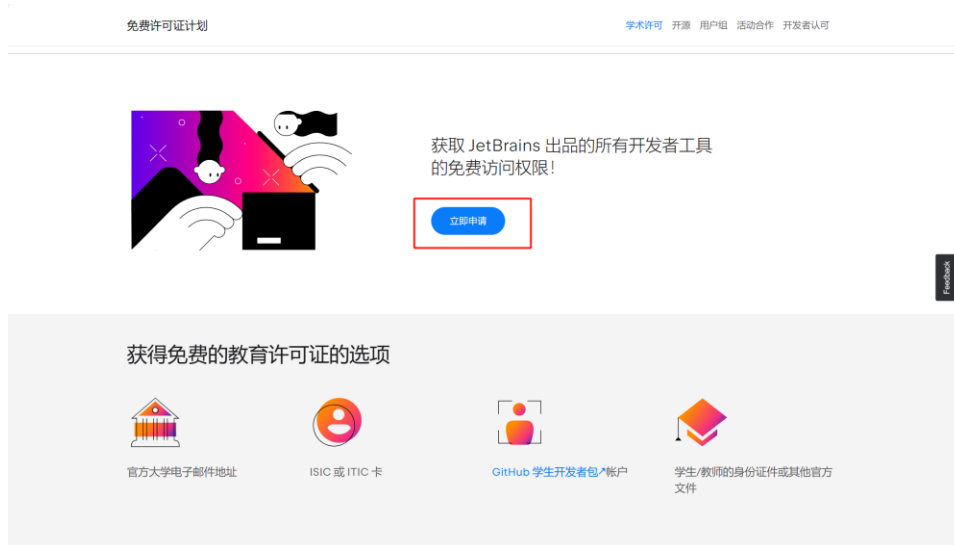 免费许可证计划
学术许可 开源 用户组 活动合作 开发者认可
获取 JetBrains 出品的所有开发者工具
的免费访问权限！
立即申请
Feedback
获得免费的教育许可证的选项
官方大学电子邮件地址
ISIC 或 ITIC 卡
GitHub 学生开发者包↗帐户
学生/教师的身份证件或其他官方
文件